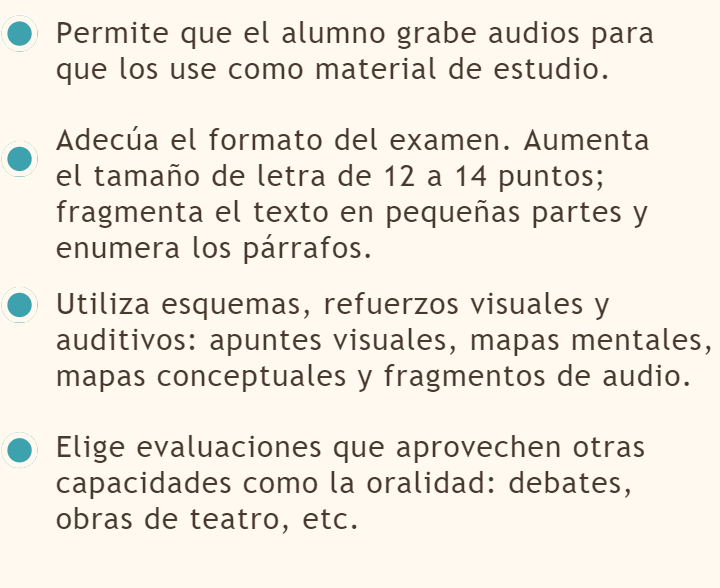 Permite que el alumno grabe audios para
que los use como material de estudio.
Adecúa el formato del examen. Aumenta
el tamaño de letra de 12 a 14 puntos;
fragmenta el texto en pequeñas partes y
enumera los párrafos.
Utiliza esquemas, refuerzos visuales y
auditivos: apuntes visuales, mapas mentales,
mapas conceptuales y fragmentos de audio.
Elige evaluaciones que aprovechen otras
capacidades como la oralidad: debates,
obras de teatro, etc.